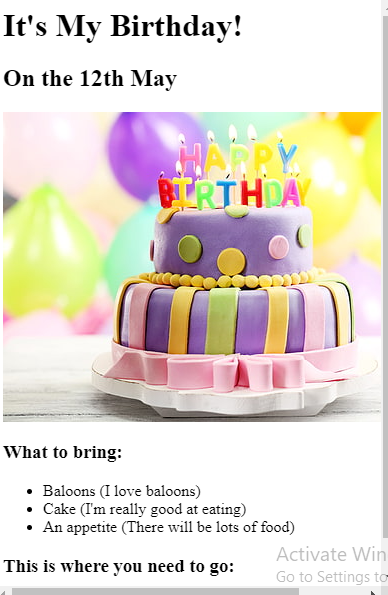 It's My Birthday!
On the 12th May
HAPPY
BIRTHDAY
What to bring:
Baloons (I love baloons)
Cake (I'm really good at eating)
An appetite (There will be lots of food)
This is where you need to go:
Activate Win
Go to Settings to